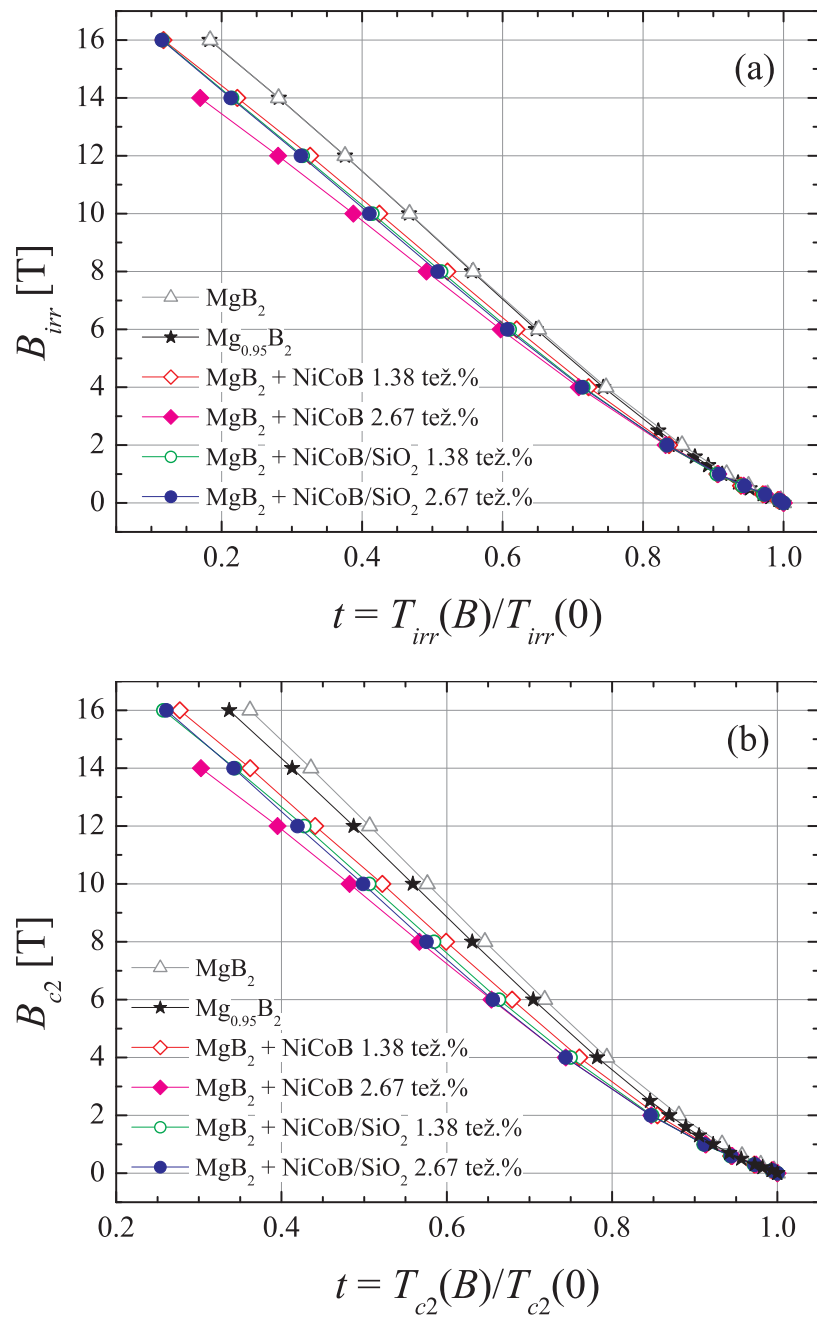 (a)
16
14
12
10
8
6
4
2
0
B_irr [T]
MgB₂
Mg₀.₉₅B₂
MgB₂ + NiCoB 1.38 tež.%
MgB₂ + NiCoB 2.67 tež.%
MgB₂ + NiCoB/SiO₂ 1.38 tež.%
MgB₂ + NiCoB/SiO₂ 2.67 tež.%
0.2 0.4 0.6 0.8 1.0
t = T_irr(B)/T_irr(0)
(b)
16
14
12
10
8
6
4
2
0
B_c2 [T]
MgB₂
Mg₀.₉₅B₂
MgB₂ + NiCoB 1.38 tež.%
MgB₂ + NiCoB 2.67 tež.%
MgB₂ + NiCoB/SiO₂ 1.38 tež.%
MgB₂ + NiCoB/SiO₂ 2.67 tež.%
0.2 0.4 0.6 0.8 1.0
t = T_c2(B)/T_c2(0)